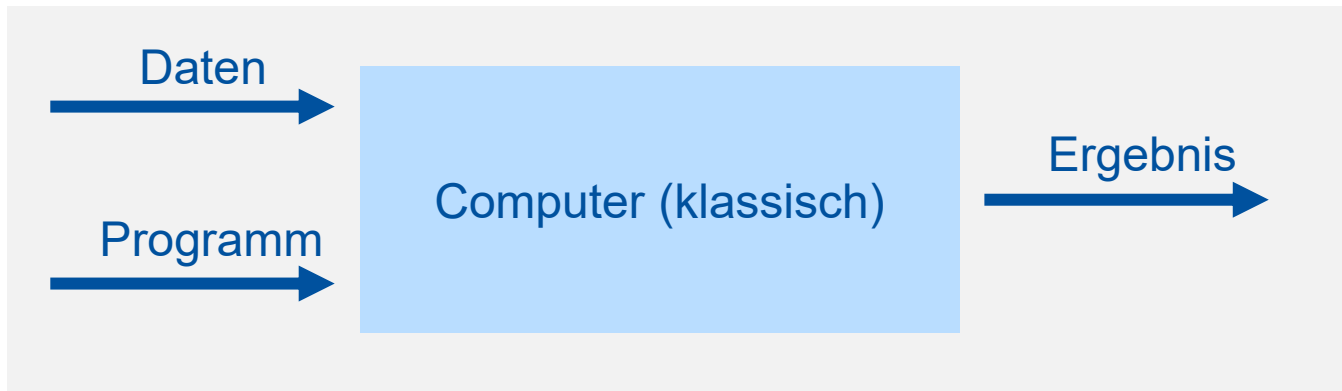 Daten
Programm
Computer (klassisch)
Ergebnis